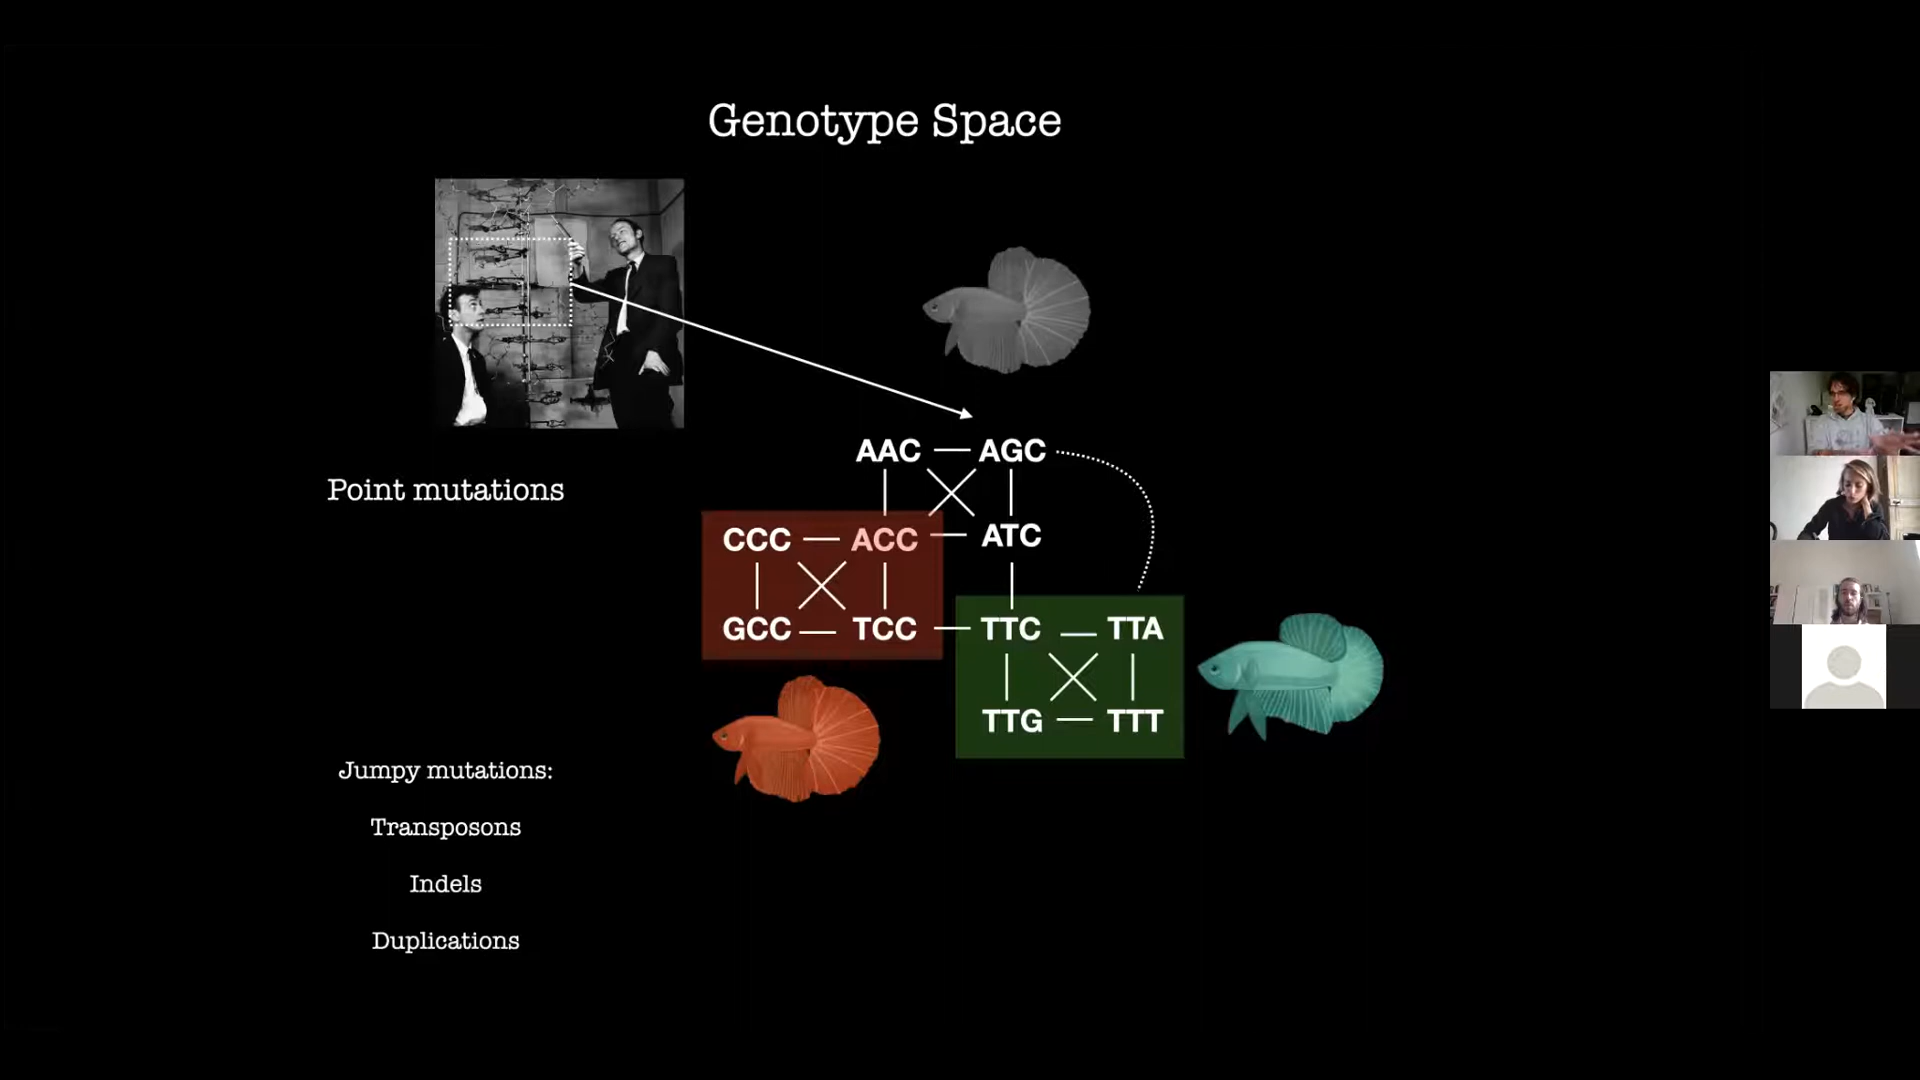 Genotype Space
Point mutations
AAC AGC
CCC ACC ATC
GCC TCC TTC TTA
TTG TTT
Jumpy mutations:
Transposons
Indels
Duplications